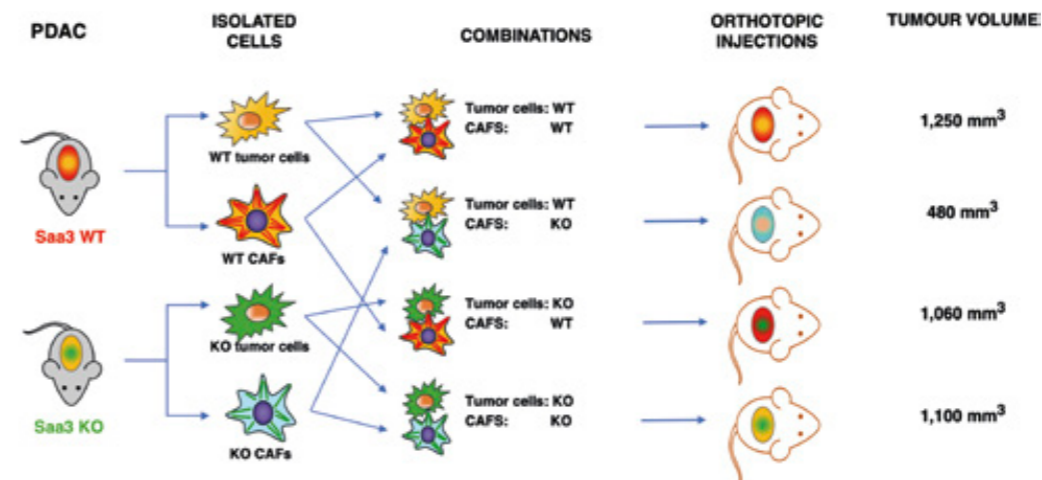 PDAC
ISOLATED
CELLS
COMBINATIONS
ORTHOTOPIC
INJECTIONS
TUMOUR VOLUME
WT tumor cells
WT CAFs
Saa3 WT
KO tumor cells
KO CAFs
Saa3 KO
Tumor cells: WT
CAFS: WT
1,250 mm³
Tumor cells: WT
CAFS: KO
480 mm³
Tumor cells: KO
CAFS: WT
1,060 mm³
Tumor cells: KO
CAFS: KO
1,100 mm³